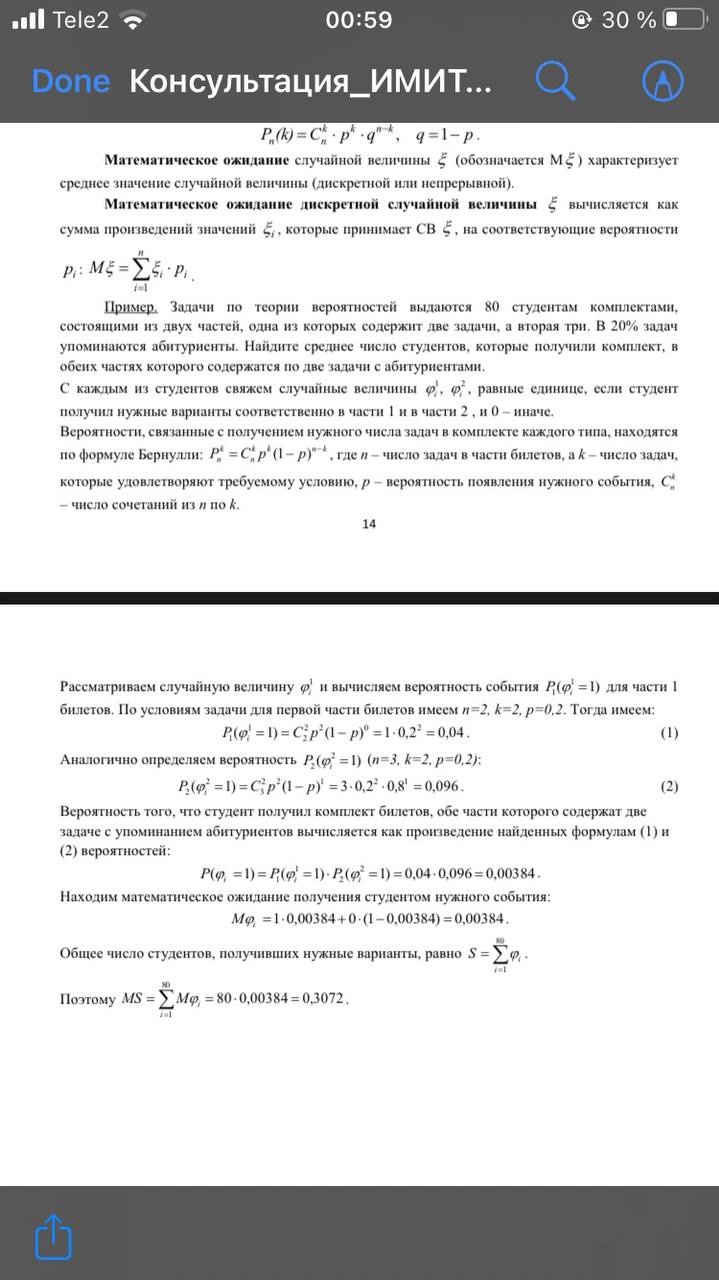 Tele2 00:59 30 %
Done Консультация_ИМИТ...
Pₙ(k) = Cₙᵏ · pᵏ · qⁿ⁻ᵏ, q = 1 – p.
Математическое ожидание случайной величины ξ (обозначается Mξ) характеризует
среднее значение случайной величины (дискретной или непрерывной).
Математическое ожидание дискретной случайной величины ξ вычисляется как
сумма произведений значений ξᵢ, которые принимает СВ ξ, на соответствующие вероятности
n
pᵢ: Mξ = ∑ ξᵢ · pᵢ .
i=1
Пример. Задачи по теории вероятностей выдаются 80 студентам комплектами,
состоящими из двух частей, одна из которых содержит две задачи, а вторая три. В 20% задач
упоминаются абитуриенты. Найдите среднее число студентов, которые получили комплект, в
обеих частях которого содержатся по две задачи с абитуриентами.
С каждым из студентов свяжем случайные величины φᵢ¹, φᵢ², равные единице, если студент
получил нужные варианты соответственно в части 1 и в части 2 , и 0 – иначе.
Вероятности, связанные с получением нужного числа задач в комплекте каждого типа, находятся
по формуле Бернулли: Pₙᵏ = Cₙᵏ pᵏ (1 – p)ⁿ⁻ᵏ, где n – число задач в части билетов, а k – число задач,
которые удовлетворяют требуемому условию, p – вероятность появления нужного события, Cₙᵏ
– число сочетаний из n по k.
14
Рассматриваем случайную величину φᵢ¹ и вычисляем вероятность события P₁(φᵢ¹ = 1) для части 1
билетов. По условиям задачи для первой части билетов имеем n=2, k=2, p=0,2. Тогда имеем:
P₁(φᵢ¹ = 1) = C₂² p² (1 – p)⁰ = 1 · 0,2² = 0,04 . (1)
Аналогично определяем вероятность P₂(φᵢ² = 1) (n=3, k=2, p=0,2):
P₂(φᵢ² = 1) = C₃² p² (1 – p)¹ = 3 · 0,2² · 0,8¹ = 0,096 . (2)
Вероятность того, что студент получил комплект билетов, обе части которого содержат две
задаче с упоминанием абитуриентов вычисляется как произведение найденных формулам (1) и
(2) вероятностей:
P(φᵢ = 1) = P₁(φᵢ¹ = 1) · P₂(φᵢ² = 1) = 0,04 · 0,096 = 0,00384 .
Находим математическое ожидание получения студентом нужного события:
Mφᵢ = 1 · 0,00384 + 0 · (1 – 0,00384) = 0,00384 .
80
Общее число студентов, получивших нужные варианты, равно S = ∑ φᵢ .
i=1
80
Поэтому MS = ∑ Mφᵢ = 80 · 0,00384 = 0,3072 .
i=1